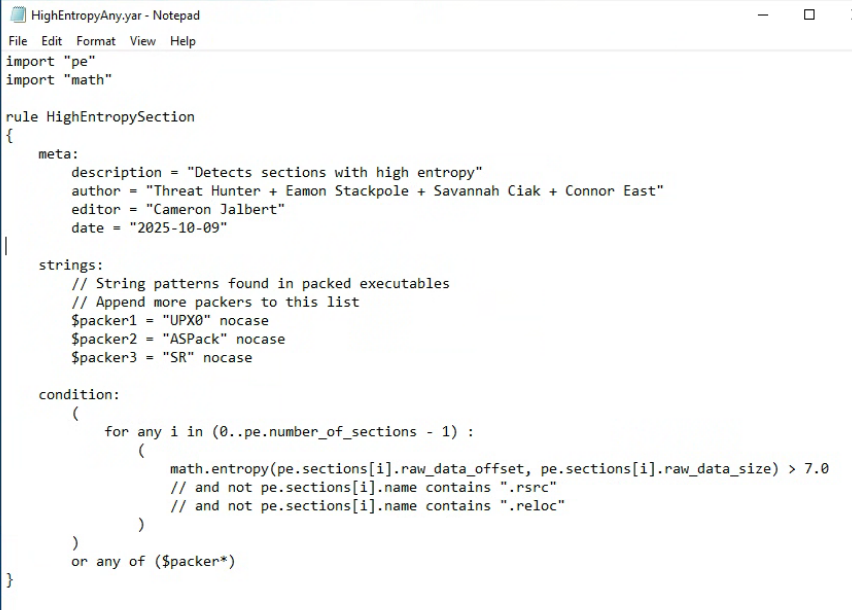 HighEntropyAny.yar - Notepad
File Edit Format View Help
import "pe"
import "math"
rule HighEntropySection
{
meta:
description = "Detects sections with high entropy"
author = "Threat Hunter + Eamon Stackpole + Savannah Ciak + Connor East"
editor = "Cameron Jalbert"
date = "2025-10-09"
strings:
// String patterns found in packed executables
// Append more packers to this list
$packer1 = "UPX0" nocase
$packer2 = "ASPack" nocase
$packer3 = "SR" nocase
condition:
(
for any i in (0..pe.number_of_sections - 1) :
(
math.entropy(pe.sections[i].raw_data_offset, pe.sections[i].raw_data_size) > 7.0
// and not pe.sections[i].name contains ".rsrc"
// and not pe.sections[i].name contains ".reloc"
)
)
or any of ($packer*)
}